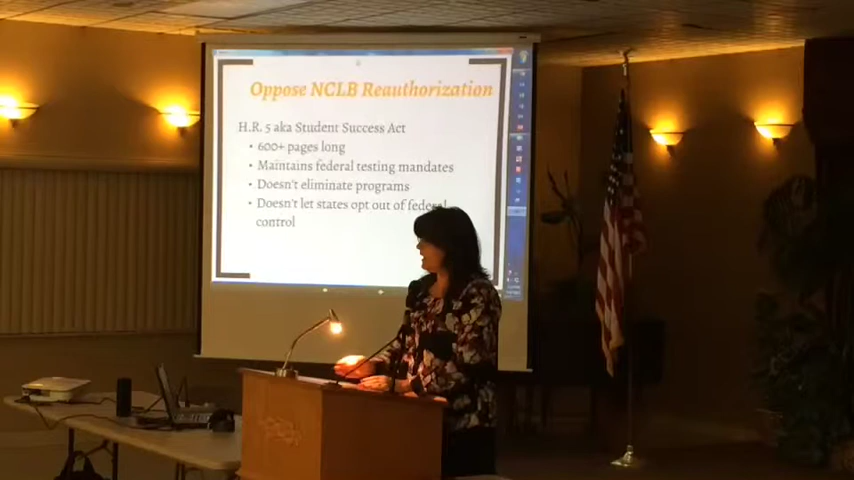 Oppose NCLB Reauthorization
H.R. 5 aka Student Success Act
• 600+ pages long
• Maintains federal testing mandates
• Doesn't eliminate programs
• Doesn't let States opt out of federal
control